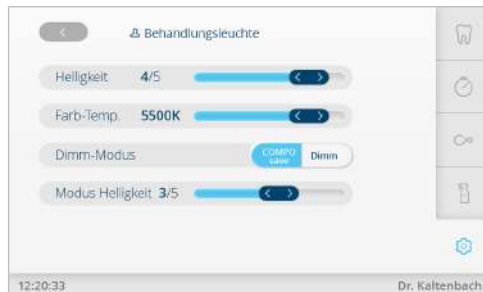 Behandlungsleuchte
Helligkeit 4/5
Farb-Temp. 5500K
Dimm-Modus COMPO save Dimm
Modus Helligkeit 3/5
12:20:33 Dr. Kaltenbach